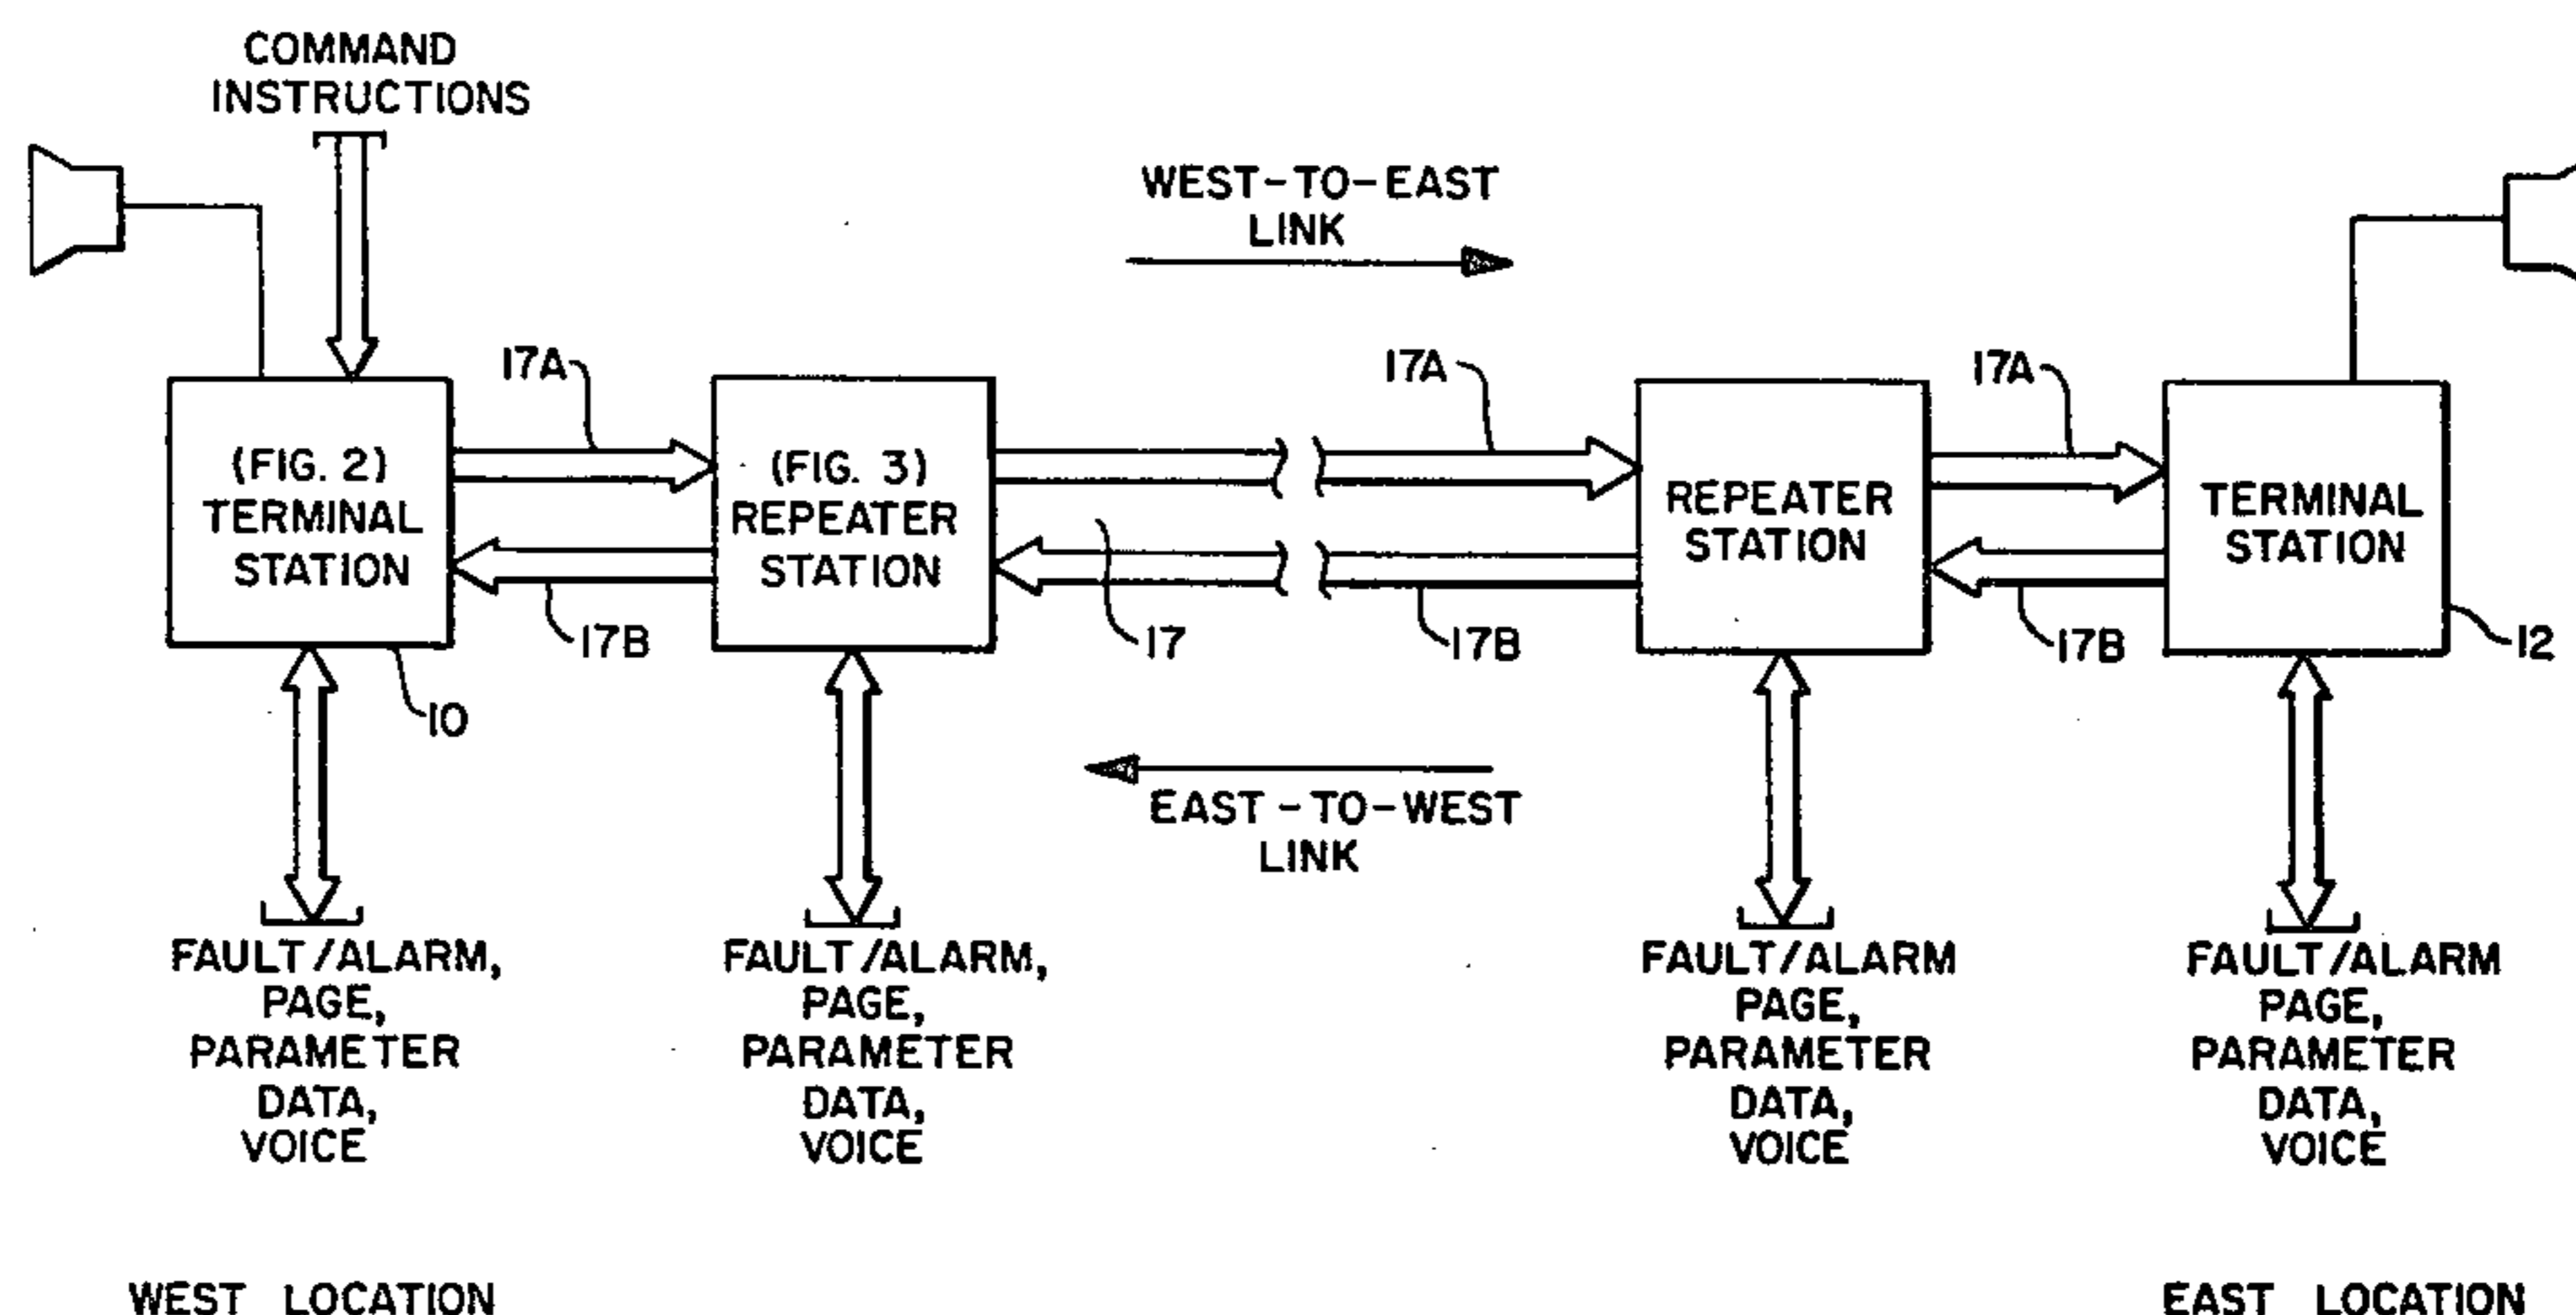 COMMAND
INSTRUCTIONS
WEST-TO-EAST
LINK
17A
17A
17A
(FIG. 2)
TERMINAL
STATION
(FIG. 3)
REPEATER
STATION
REPEATER
STATION
TERMINAL
STATION
17B
17
17B
17B
12
10
EAST-TO-WEST
LINK
FAULT/ALARM,
PAGE,
PARAMETER
DATA,
VOICE
FAULT/ALARM,
PAGE,
PARAMETER
DATA,
VOICE
FAULT/ALARM
PAGE,
PARAMETER
DATA,
VOICE
FAULT/ALARM
PAGE,
PARAMETER
DATA,
VOICE
WEST LOCATION
EAST LOCATION